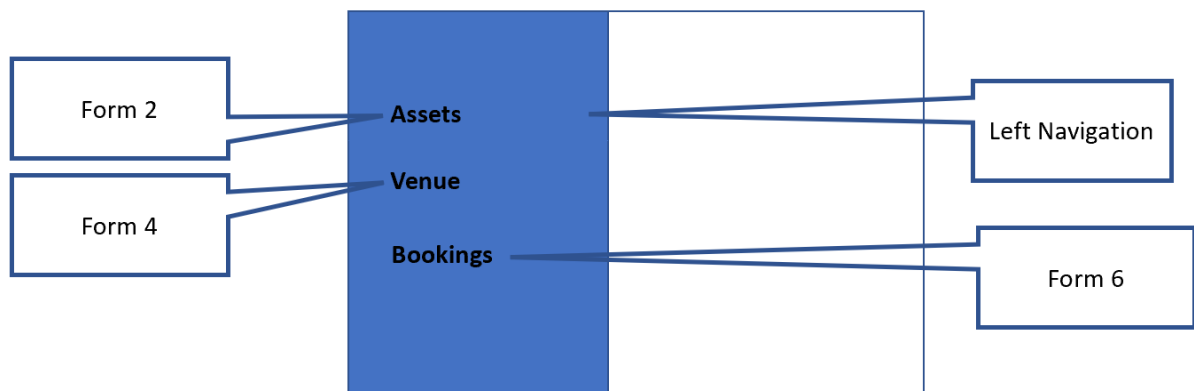 Form 2
Assets
Left Navigation
Venue
Form 4
Bookings
Form 6